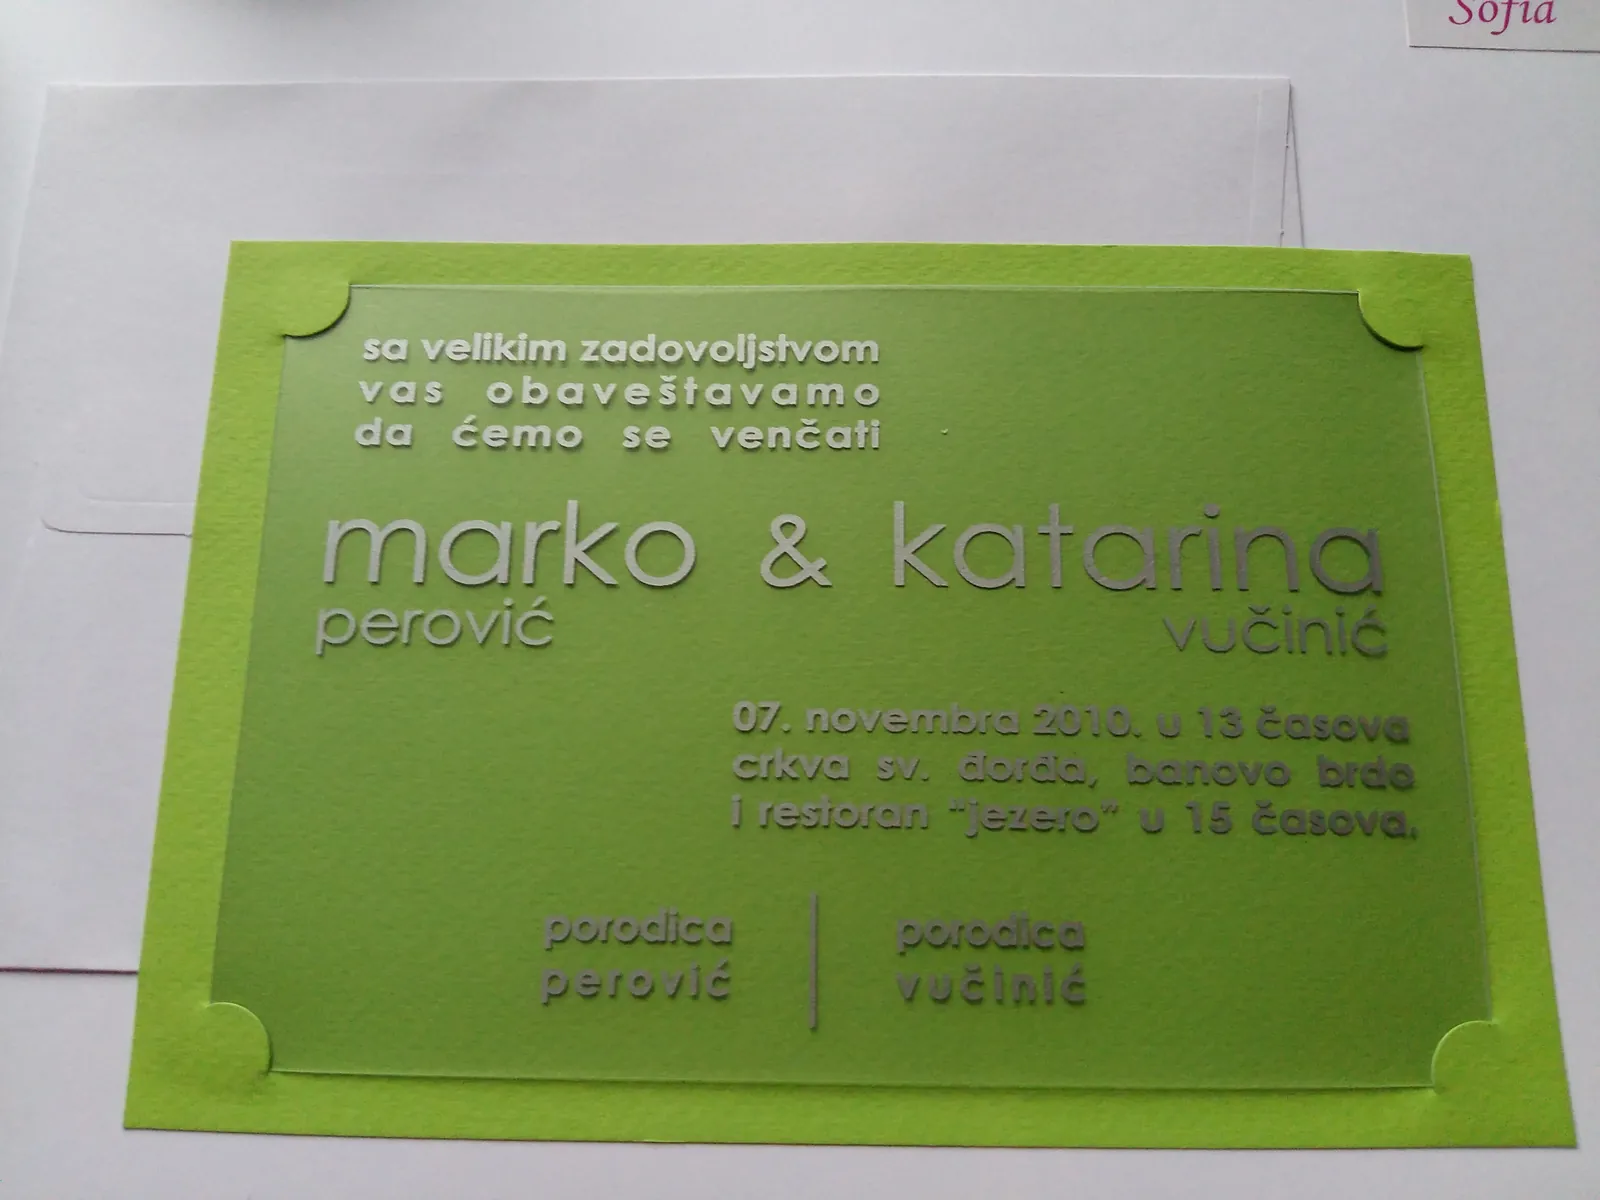 Sofia
sa velikim zadovoljstvom
vas obaveštavamo
da ćemo se venčati
marko & katarina
perović vučinić
07. novembra 2010. u 13 časova
crkva sv. đorđa, banovo brdo
i restoran "jezero" u 15 časova.
porodica porodica
perović vučinić